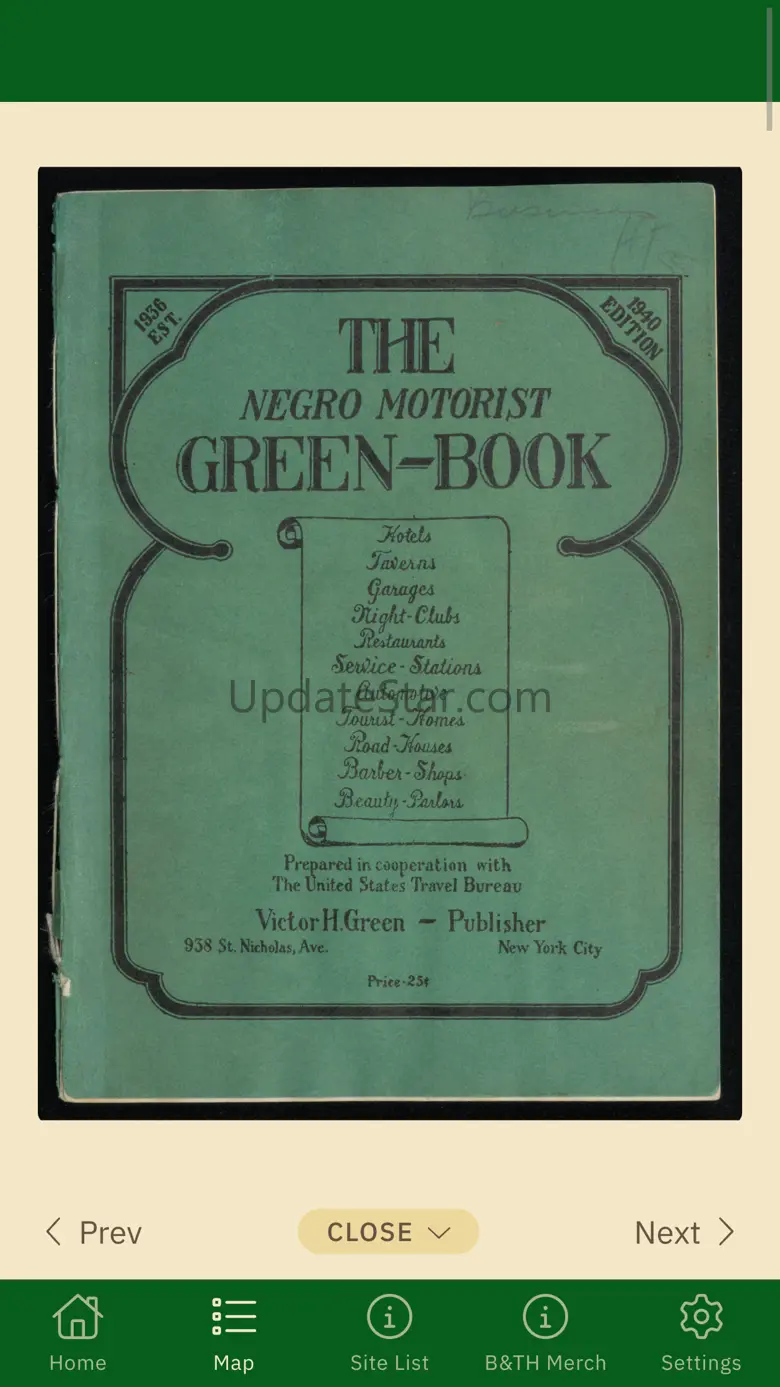 1936
EST.
1940
EDITION
THE
NEGRO MOTORIST
GREEN-BOOK
Hotels
Taverns
Garages
Night-Clubs
Restaurants
Service-Stations
Automotive
UpdateStar.com
Tourist-Homes
Road-Houses
Barber-Shops
Beauty-Parlors
Prepared in cooperation with
The United States Travel Bureau
Victor H. Green - Publisher
938 St. Nicholas, Ave. New York City
Price-25¢
Prev CLOSE Next
Home Map Site List B&TH Merch Settings